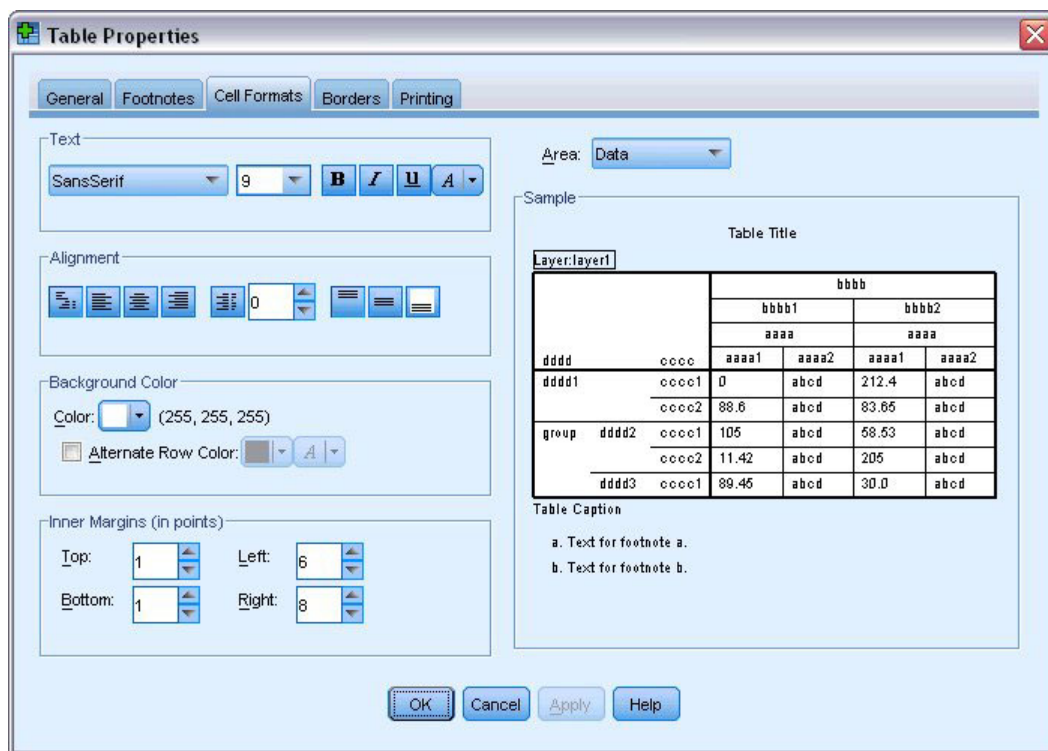 Table Properties
General Footnotes Cell Formats Borders Printing
Text
SansSerif 9 B I U A
Alignment
0
Background Color
Color: (255, 255, 255)
Alternate Row Color: A
Inner Margins (in points)
Top: 1 Left: 6
Bottom: 1 Right: 8
Area: Data
Sample
Table Title
Layer:layer1
bbbb
bbbb1 bbbb2
aaaa aaaa
dddd cccc aaaa1 aaaa2 aaaa1 aaaa2
dddd1 cccc1 0 abcd 212.4 abcd
cccc2 88.6 abcd 83.65 abcd
group dddd2 cccc1 105 abcd 58.53 abcd
cccc2 11.42 abcd 205 abcd
dddd3 cccc1 89.45 abcd 30.0 abcd
Table Caption
a. Text for footnote a.
b. Text for footnote b.
OK Cancel Apply Help